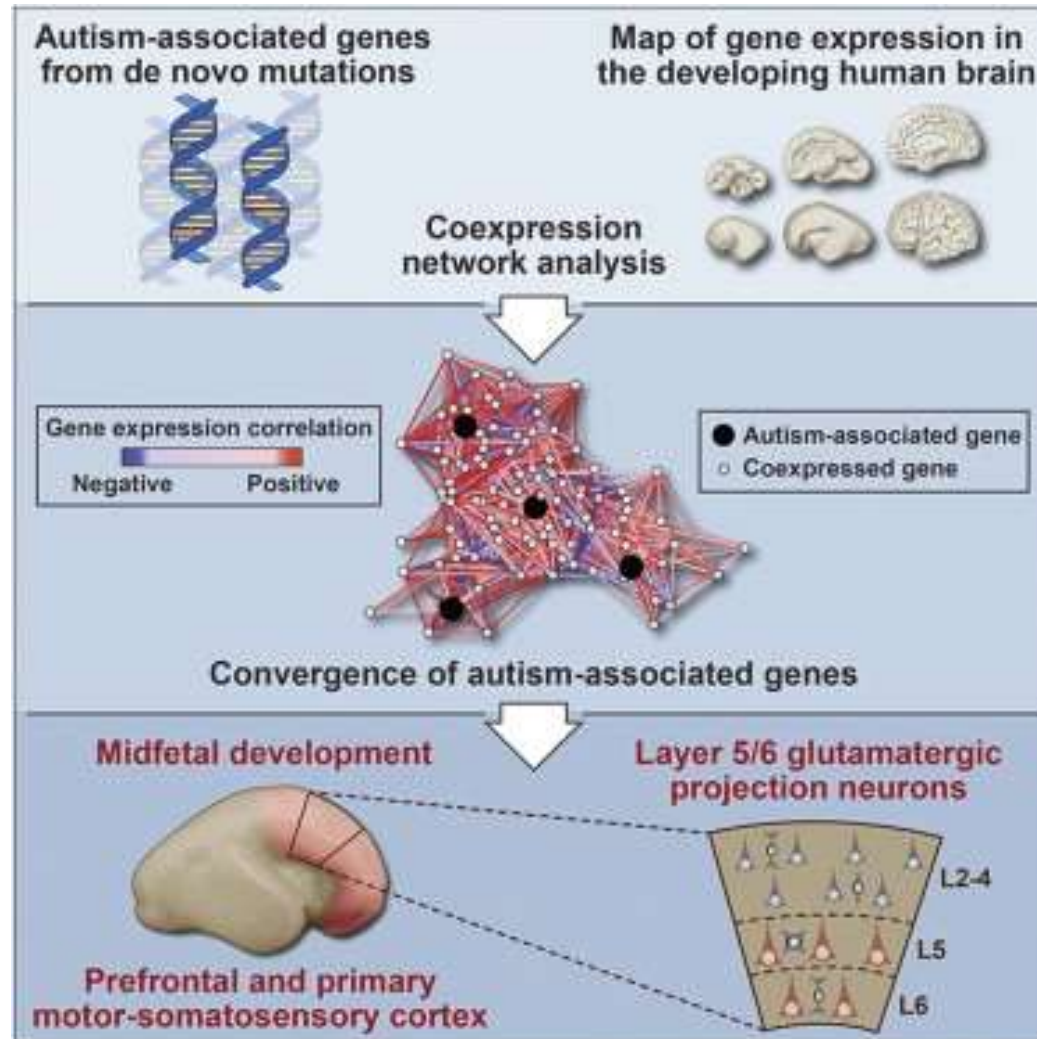 Autism-associated genes
from de novo mutations
Map of gene expression in
the developing human brain
Coexpression
network analysis
Gene expression correlation
Negative Positive
Autism-associated gene
Coexpressed gene
Convergence of autism-associated genes
Midfetal development
Layer 5/6 glutamatergic
projection neurons
L2-4
L5
L6
Prefrontal and primary
motor-somatosensory cortex